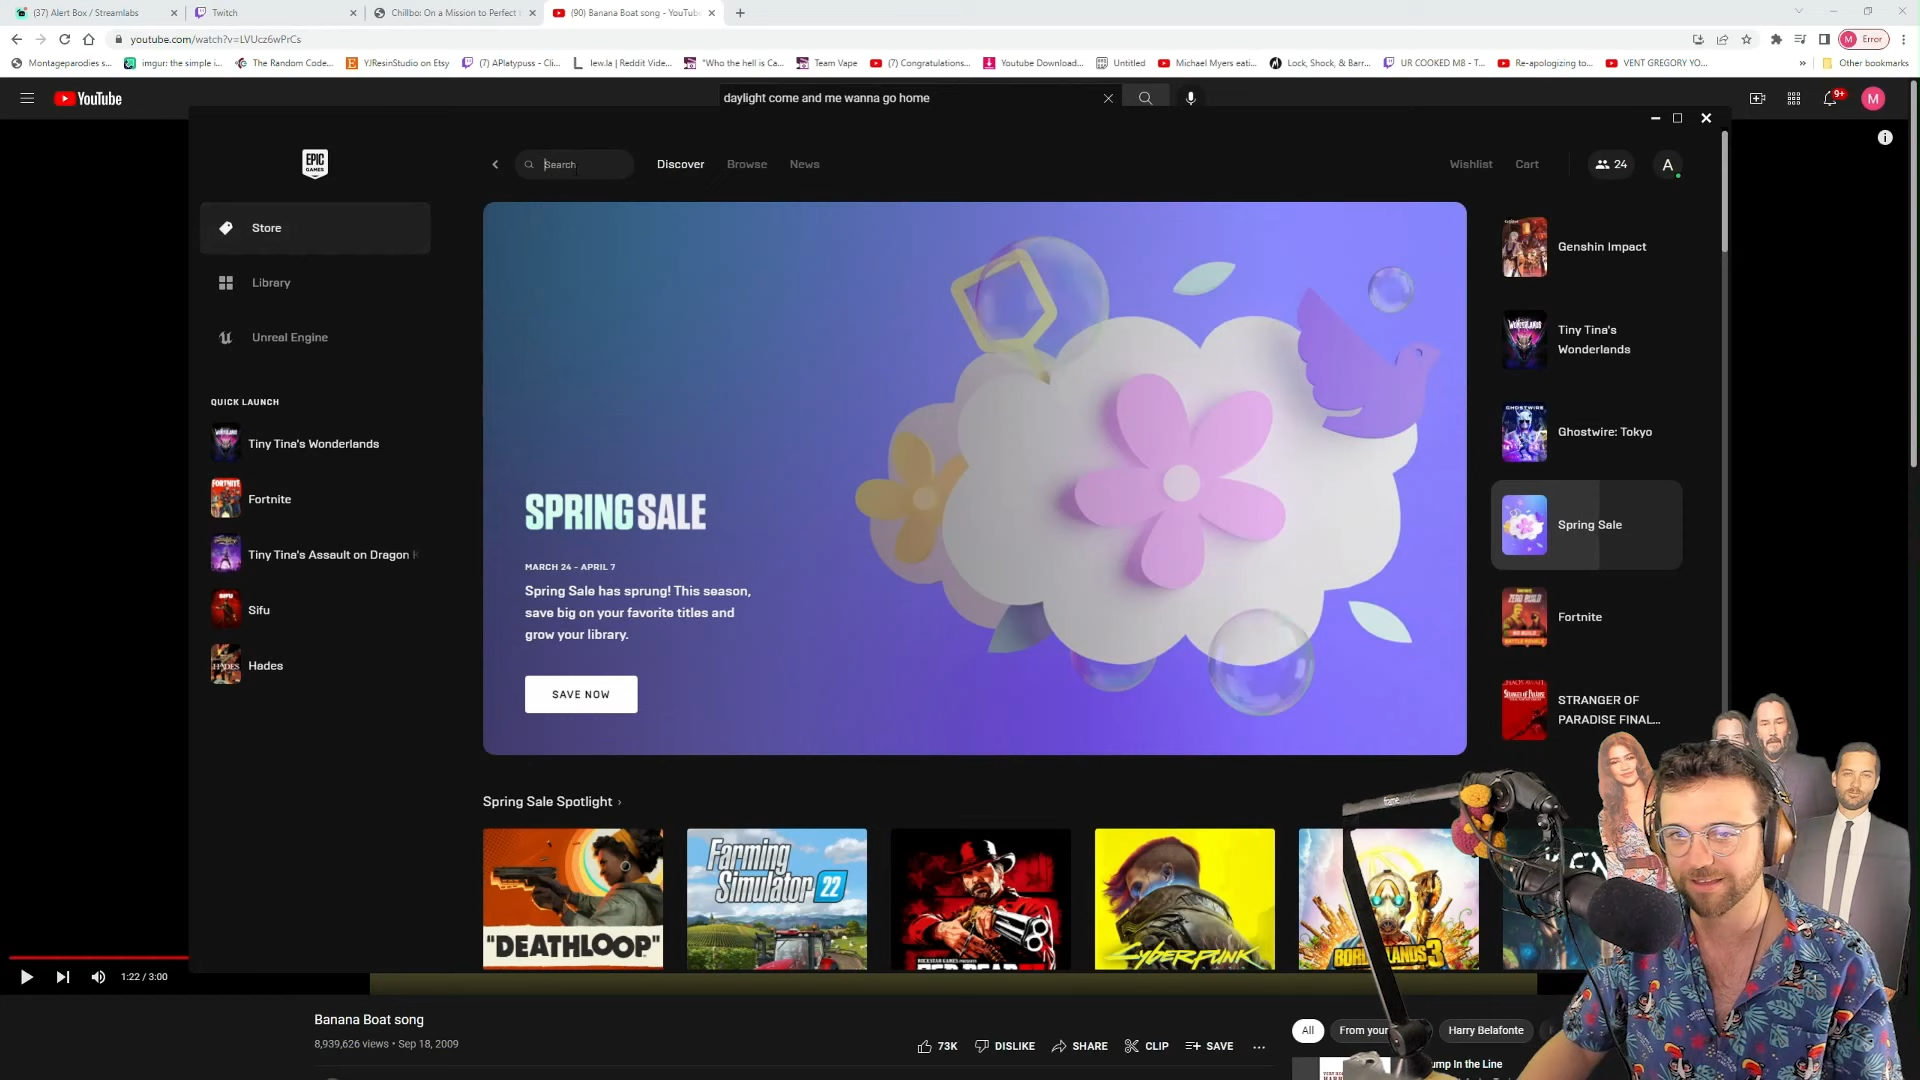 (37) Alert Box / Streamlabs
Twitch
Chillbo: On a Mission to Perfect
(90) Banana Boat song - YouTube
youtube.com/watch?v=LVUcz6wPrCs
Error
Montageparodies s...
imgur: the simple i...
The Random Code...
YJResinStudio on Etsy
(7) APlatypuss - Cli...
lew.la | Reddit Vide...
"Who the hell is Ca...
Team Vape
(7) Congratulations...
Youtube Download...
Untitled
Michael Myers eati...
Lock, Shock, & Barr...
UR COOKED M8 - T...
Re-apologizing to...
VENT GREGORY YO...
Other bookmarks
YouTube
daylight come and me wanna go home
9+
M
EPIC GAMES
Search
Discover
Browse
News
Wishlist
Cart
24
A
Store
Library
Unreal Engine
QUICK LAUNCH
Tiny Tina's Wonderlands
Fortnite
Tiny Tina's Assault on Dragon
Sifu
Hades
SPRING SALE
MARCH 24 - APRIL 7
Spring Sale has sprung! This season,
save big on your favorite titles and
grow your library.
SAVE NOW
Genshin Impact
Tiny Tina's
Wonderlands
Ghostwire: Tokyo
Spring Sale
Fortnite
STRANGER OF
PARADISE FINAL...
Spring Sale Spotlight
"DEATHLOOP"
Farming
Simulator 22
CYBERPUNK
BORDERLANDS 3
1:22 / 3:00
Banana Boat song
8,939,626 views • Sep 18, 2009
73K
DISLIKE
SHARE
CLIP
SAVE
All
From your
Harry Belafonte
ump In the Line